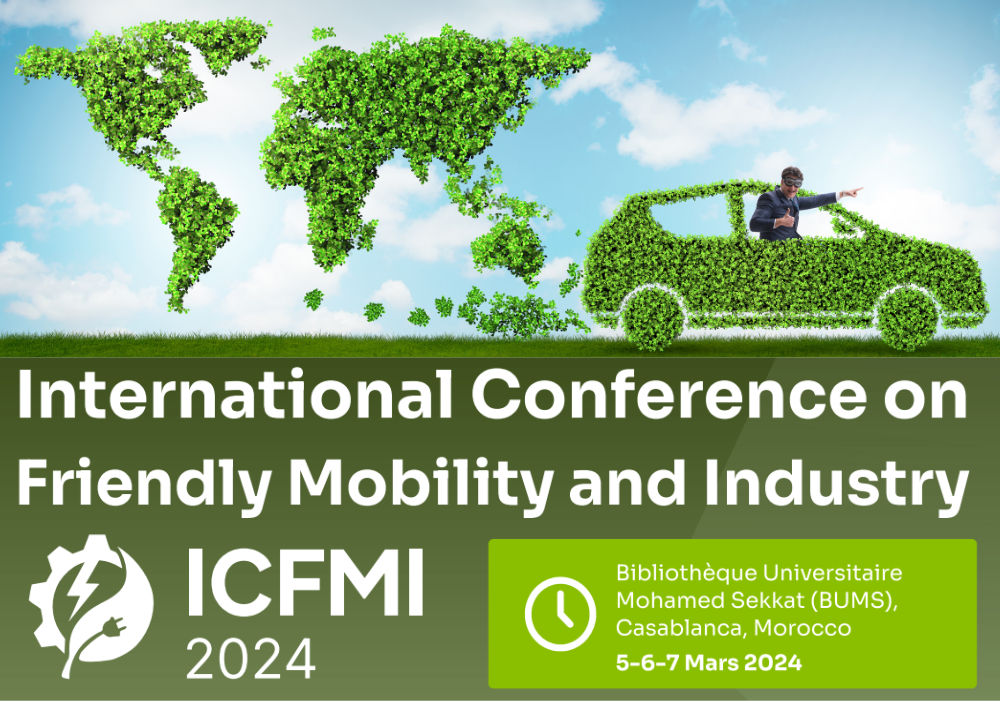 International Conference on
Friendly Mobility and Industry
ICFMI
2024
Bibliothèque Universitaire
Mohamed Sekkat (BUMS),
Casablanca, Morocco
5-6-7 Mars 2024